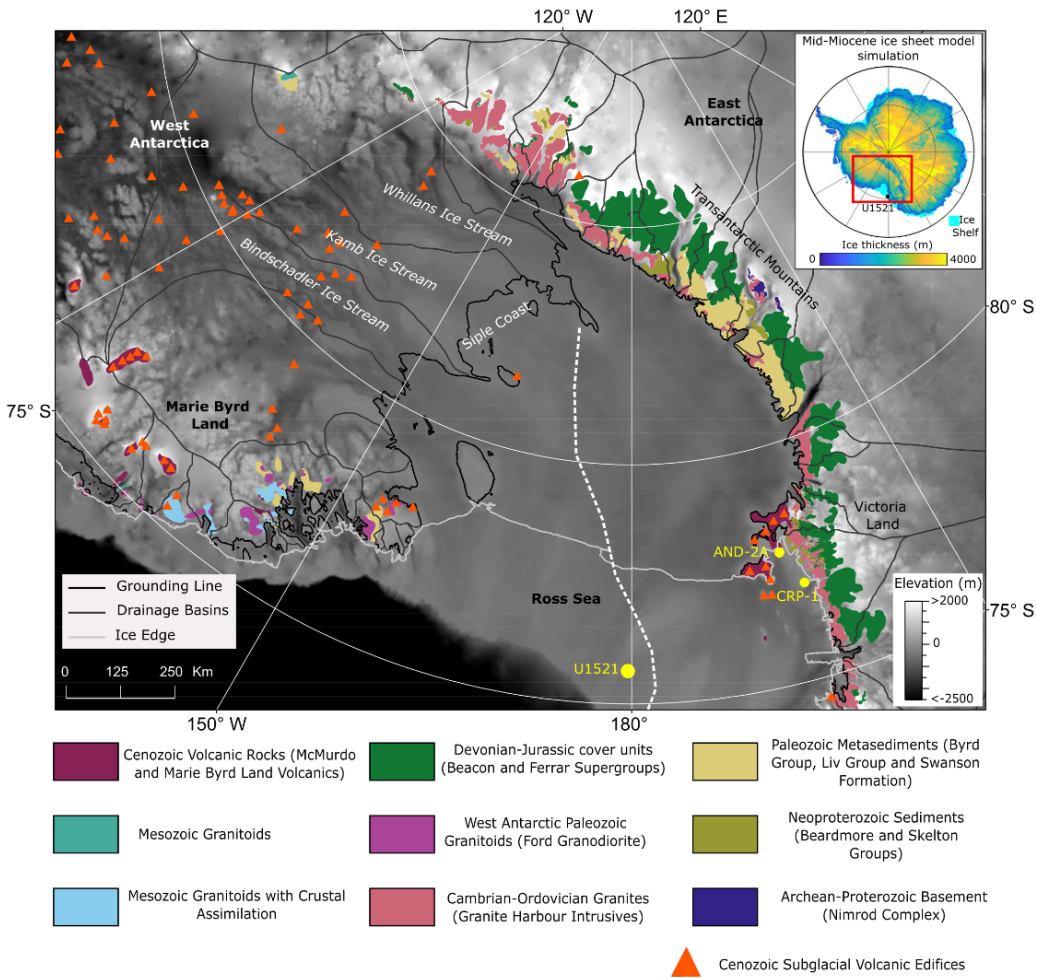 120° W
120° E
Mid-Miocene ice sheet model
simulation
U1521
Ice
Shelf
Ice thickness (m)
0
4000
West
Antarctica
East
Antarctica
Transantarctic Mountains
Whillans Ice Stream
Kamb Ice Stream
Bindschadler Ice Stream
Siple Coast
80° S
75° S
Marie Byrd
Land
Victoria
Land
AND-2A
CRP-1
Ross Sea
U1521
Grounding Line
Drainage Basins
Ice Edge
0 125 250 Km
Elevation (m)
>2000
0
<-2500
75° S
150° W
180°
Cenozoic Volcanic Rocks (McMurdo
and Marie Byrd Land Volcanics)
Devonian-Jurassic cover units
(Beacon and Ferrar Supergroups)
Paleozoic Metasediments (Byrd
Group, Liv Group and Swanson
Formation)
Mesozoic Granitoids
West Antarctic Paleozoic
Granitoids (Ford Granodiorite)
Neoproterozoic Sediments
(Beardmore and Skelton
Groups)
Mesozoic Granitoids with Crustal
Assimilation
Cambrian-Ordovician Granites
(Granite Harbour Intrusives)
Archean-Proterozoic Basement
(Nimrod Complex)
Cenozoic Subglacial Volcanic Edifices